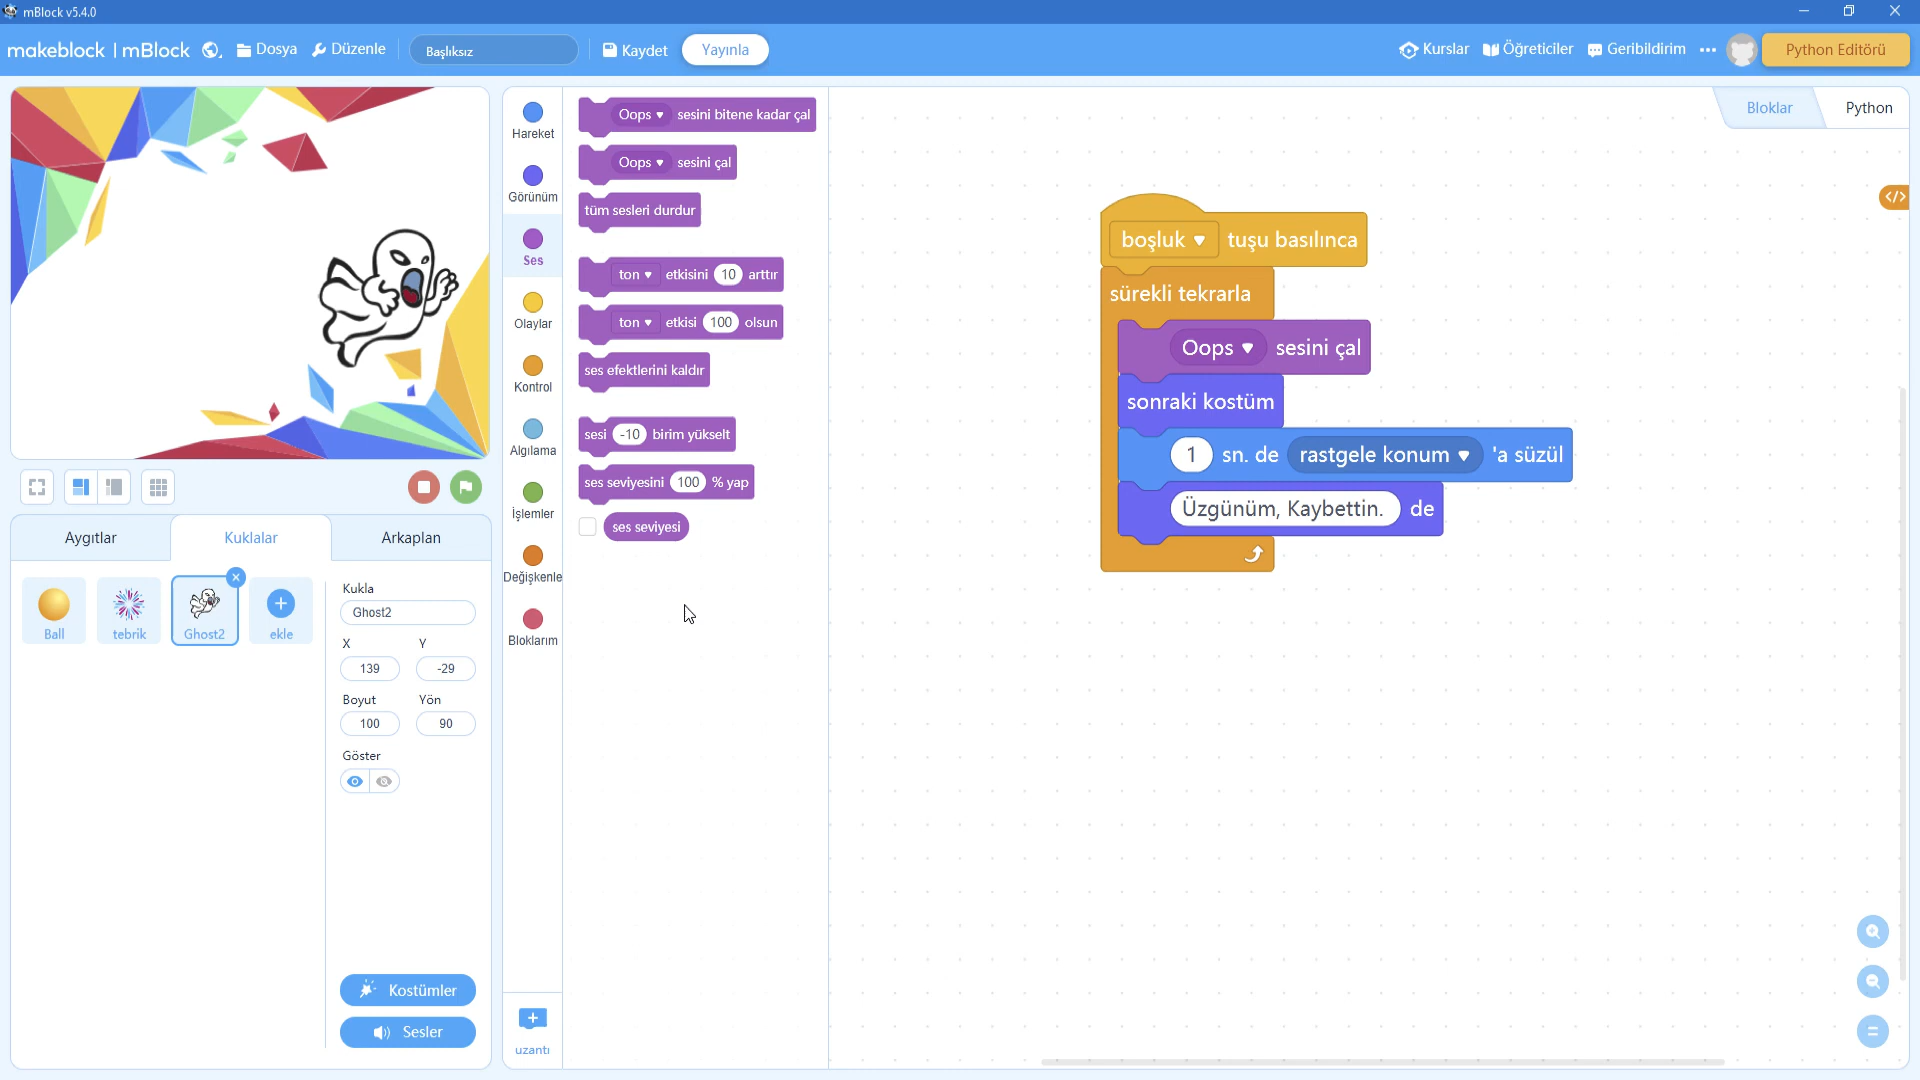 mBlock v5.4.0
makeblock | mBlock
Dosya
Düzenle
Başlıksız
Kaydet
Yayınla
Kurslar
Öğreticiler
Geribildirim
Python Editörü
Aygıtlar
Kuklalar
Arkaplan
Ball
tebrik
Ghost2
ekle
Kukla
Ghost2
X
Y
139
-29
Boyut
Yön
100
90
Göster
Kostümler
Sesler
Hareket
Görünüm
Ses
Olaylar
Kontrol
Algılama
İşlemler
Değişkenle
Bloklarım
uzantı
Oops sesini bitene kadar çal
Oops sesini çal
tüm sesleri durdur
ton etkisini 10 arttır
ton etkisi 100 olsun
ses efektlerini kaldır
sesi -10 birim yükselt
ses seviyesini 100 % yap
ses seviyesi
Bloklar
Python
boşluk tuşu basılınca
sürekli tekrarla
Oops sesini çal
sonraki kostüm
1 sn. de rastgele konum 'a süzül
Üzgünüm, Kaybettin. de